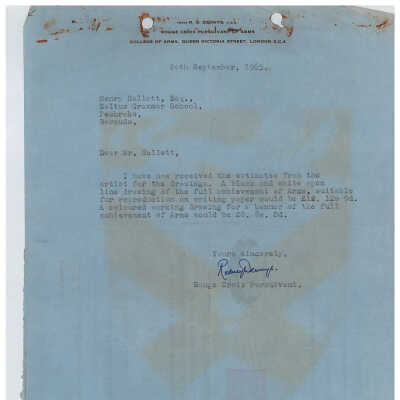 R. O. DENNYS
ROUGE CROIX PURSUIVANT OF ARMS
COLLEGE OF ARMS, QUEEN VICTORIA STREET, LONDON E.C.4
24th September, 1965.
Henry Hallett, Esq.,
Saltus Grammar School,
Pembroke,
Bermuda.
Dear Mr. Hallett,
I have now received the estimates from the
artist for the drawings. A black and white open
line drawing of the full achievement of Arms, suitable
for reproduction on writing paper would be £12. 12s 0d.
A coloured working drawing for a banner of the full
achievement of Arms would be £8. 8s. 0d.
Yours sincerely,
Rodney Dennys.
Rouge Croix Pursuivant.